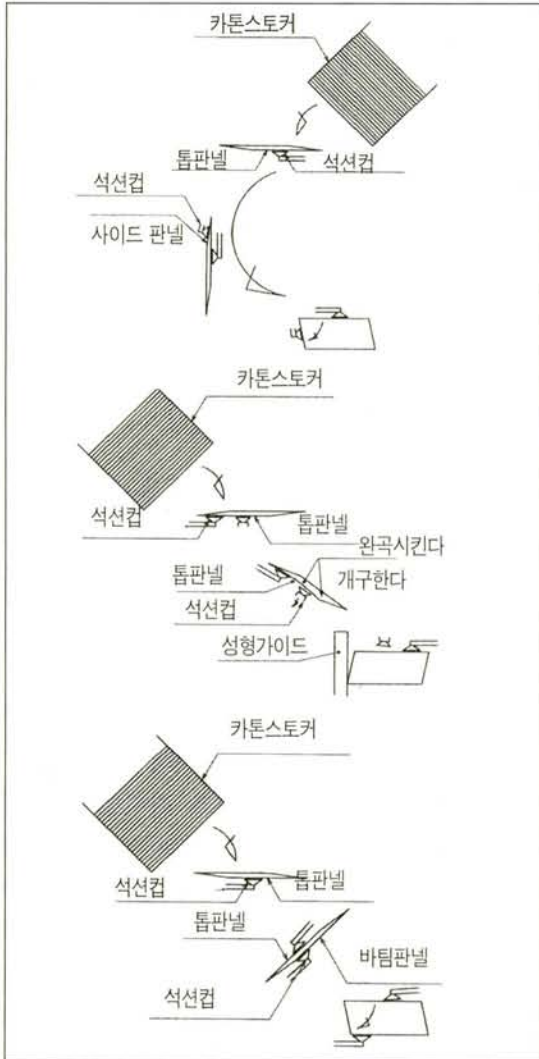 카톤스토커
톱판넬
석션컵
석션컵
사이드 판넬
카톤스토커
석션컵
톱판넬
완곡시킨다
톱판넬
개구한다
석션컵
성형가이드
카톤스토커
석션컵
톱판넬
톱판넬
바팀판넬
석션컵